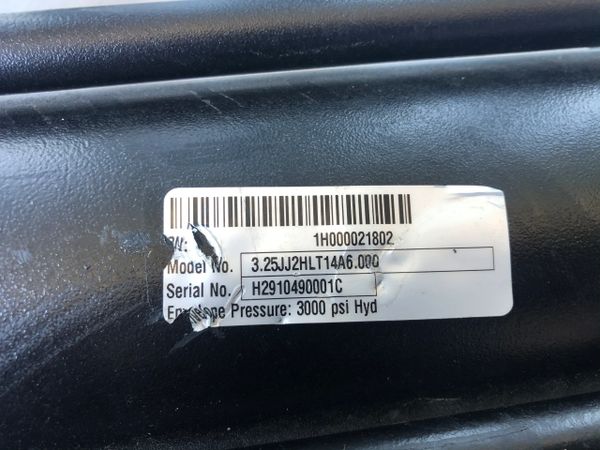 W: 1H000021802
Model No. 3.25JJ2HLT14A6.000
Serial No. H2910490001C
Pressure: 3000 psi Hyd